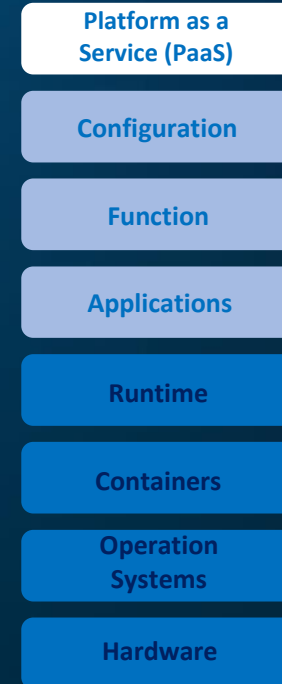 Platform as a
Service (PaaS)
Configuration
Function
Applications
Runtime
Containers
Operation
Systems
Hardware